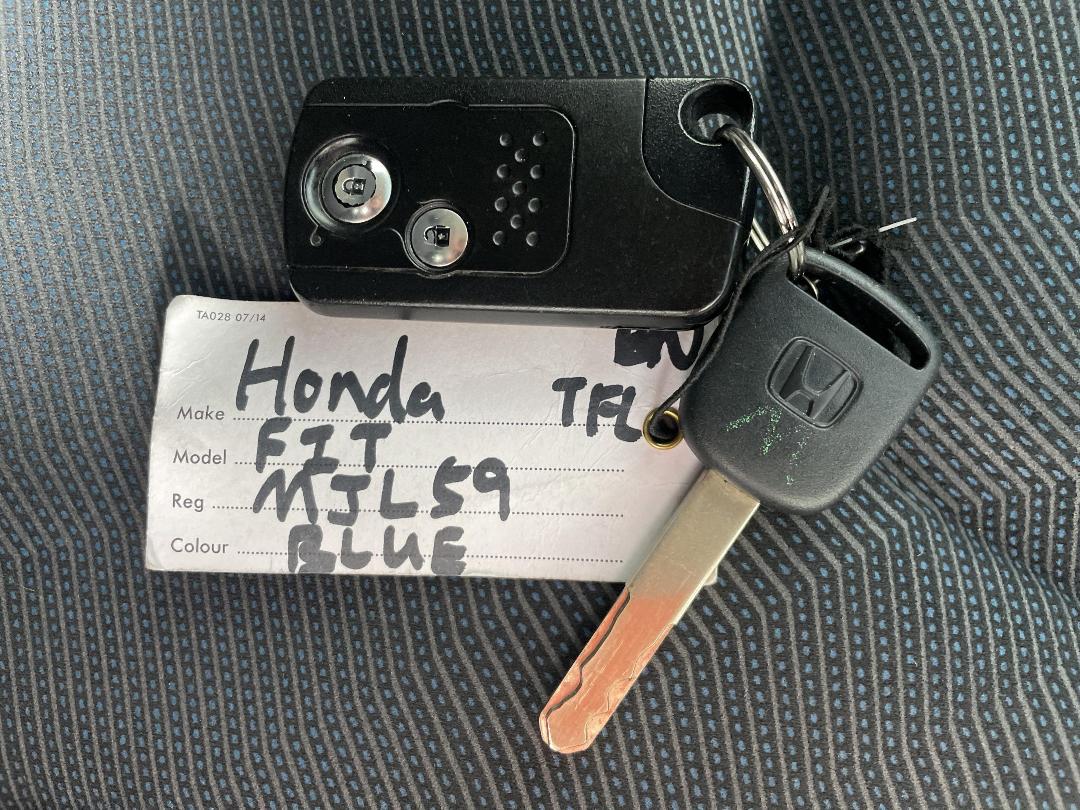 TA028 07/14
Make Honda
TFL
Model FIT
Reg MJL59
Colour BLUE